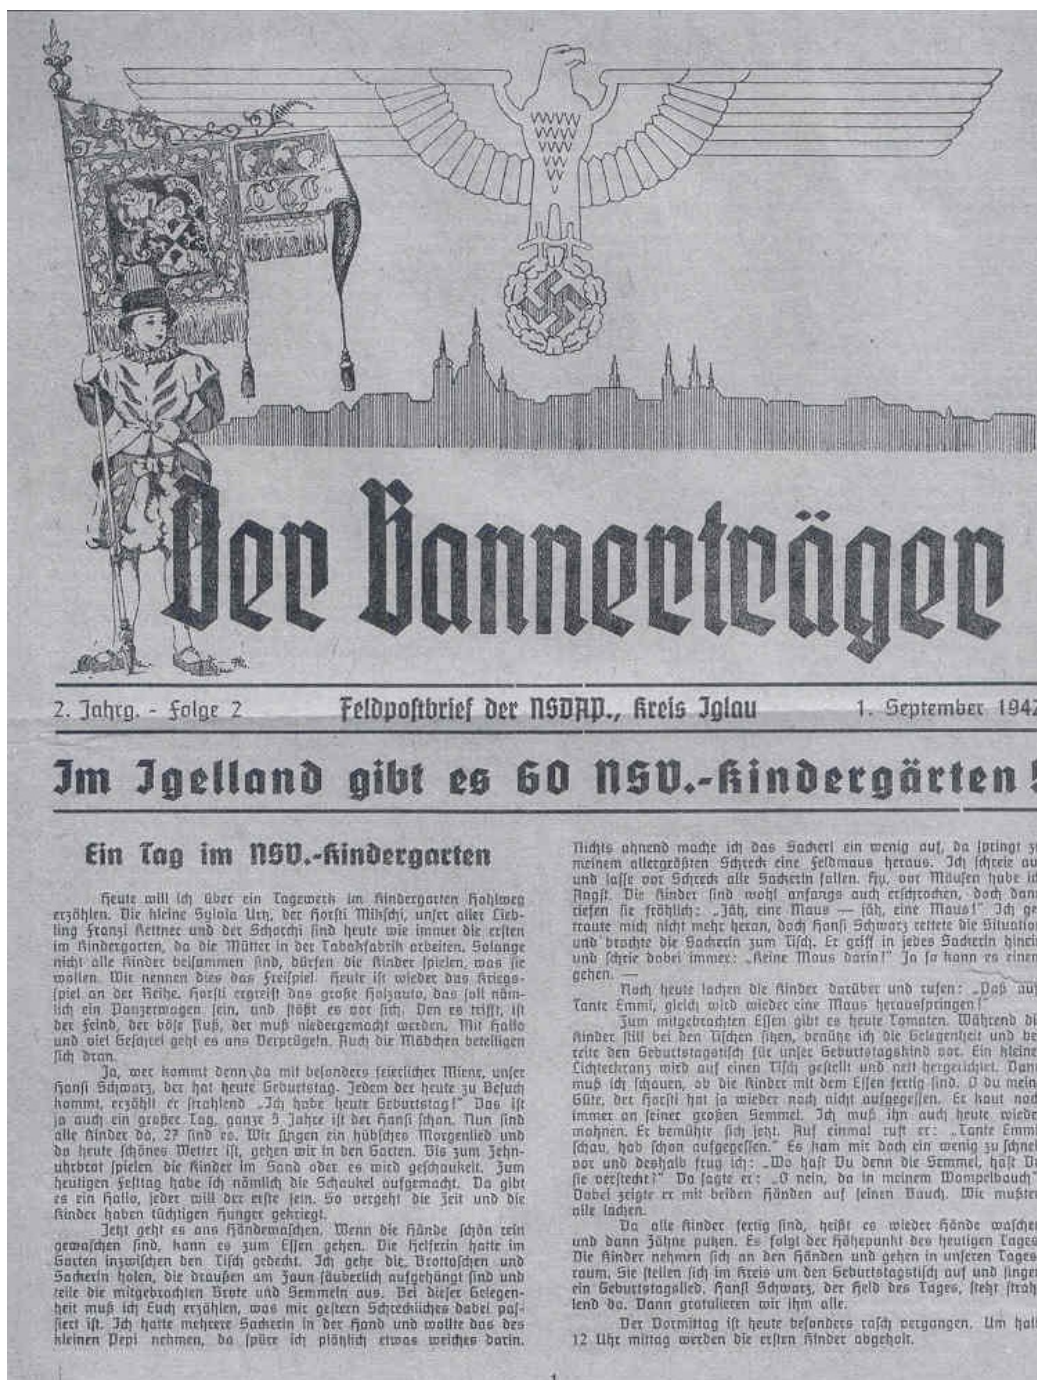 Der Bannerträger
2. Jahrg. - Folge 2 Feldpostbrief der NSDAP., Kreis Iglau 1. September 1942
Im Igelland gibt es 60 NSV.-Kindergärten!
Ein Tag im NSV.-Kindergarten
Heute will ich über ein Tagewerk im Kindergarten Hohlweg
erzählen. Die kleine Sylvia Urh, der Horsti Mikschi, unser aller Lieb-
ling Franzi Kettner und der Schorchi sind heute wie immer die ersten
im Kindergarten, da die Mütter in der Tabakfabrik arbeiten. Solange
nicht alle Kinder beisammen sind, dürfen die Kinder spielen, was sie
wollen. Wir nennen dies das Freispiel. Heute ist wieder das Kriegs-
spiel an der Reihe. Horsti ergreift das große Holzauto, das soll näm-
lich ein Panzerwagen sein, und stößt es vor sich. Den es trifft, ist
der Feind, der böse Ruß, der muß niedergemacht werden. Mit Hallo
und viel Geschrei geht es ans Verprügeln. Auch die Mädchen beteiligen
sich dran.
Ja, wer kommt denn da mit besonders feierlicher Miene, unser
Hansi Schwarz, der hat heute Geburtstag. Jedem der heute zu Besuch
kommt, erzählt er strahlend „Ich habe heute Geburtstag!" Das ist
ja auch ein großer Tag, ganze 5 Jahre ist der Hansi schon. Nun sind
alle Kinder da, 27 sind es. Wir singen ein hübsches Morgenlied und
da heute schönes Wetter ist, gehen wir in den Garten. Bis zum Zehn-
uhrbrot spielen die Kinder im Sand oder es wird geschaukelt. Zum
heutigen Festtag habe ich nämlich die Schaukel aufgemacht. Da gibt
es ein Hallo, jeder will der erste sein. So vergeht die Zeit und die
Kinder haben tüchtigen Hunger gekriegt.
Jetzt geht es ans Händewaschen. Wenn die Hände schön rein
gewaschen sind, kann es zum Essen gehen. Die Helferin hatte im
Garten inzwischen den Tisch gedeckt. Ich gehe die Brottaschen und
Sackerln holen, die draußen am Zaun säuberlich aufgehängt sind und
teile die mitgebrachten Brote und Semmeln aus. Bei dieser Gelegen-
heit muß ich Euch erzählen, was mir gestern Schreckliches dabei pas-
siert ist. Ich hatte mehrere Sackerln in der Hand und wollte das des
kleinen Pepi nehmen, da spüre ich plötzlich etwas weiches darin.
Nichts ahnend mache ich das Sackerl ein wenig auf, da springt z
meinem allergrößten Schreck eine Feldmaus heraus. Ich schreie au
und lasse vor Schreck alle Sackerln fallen. Hu, vor Mäusen habe ic
Angst. Die Kinder sind wohl anfangs auch erschrocken, doch dann
riefen sie fröhlich: „Jäh, eine Maus — jäh, eine Maus!" Ich ge
traute mich nicht mehr heran, doch Hansi Schwarz rettete die Situation
und brachte die Sackerln zum Tisch. Er griff in jedes Sackerln hinein
und schrie dabei immer: „Keine Maus darin!" Ja so kann es einem
gehen. —
Noch heute lachen die Kinder darüber und rufen: „Paß auf
Tante Emmi, gleich wird wieder eine Maus herausspringen!"
Zum mitgebrachten Essen gibt es heute Tomaten. Während di
Kinder still bei den Tischen sitzen, benütze ich die Gelegenheit und be
reite den Geburtstagstisch für unser Geburtstagskind vor. Ein kleiner
Lichterkranz wird auf einen Tisch gestellt und nett hergerichtet. Dann
muß ich schauen, ob die Kinder mit dem Essen fertig sind. O du meine
Güte, der Horsti hat ja wieder noch nicht aufgegessen. Er kaut noch
immer an seiner großen Semmel. Ich muß ihn auch heute wieder
mahnen. Er bemühte sich jetzt. Auf einmal ruft er: „Tante Emmi
schau, hab schon aufgegessen." Es kam mir doch ein wenig zu schnell
vor und deshalb frug ich: „Wo hast Du denn die Semmel, hast Du
sie versteckt?" Da sagte er: „O nein, da in meinem Wampelbauch"
Dabei zeigte er mit beiden Händen auf seinen Bauch. Wir mußten
alle lachen.
Da alle Kinder fertig sind, heißt es wieder Hände waschen
und dann Zähne putzen. Es folgt der Höhepunkt des heutigen Tages
Die Kinder nehmen sich an den Händen und gehen in unseren Tages
raum. Sie stellen sich im Kreis um den Geburtstagstisch auf und singen
ein Geburtstagslied. Hansl Schwarz, der Held des Tages, steht strah
lend da. Dann gratulieren wir ihm alle.
Der Vormittag ist heute besonders rasch vergangen. Um halb
12 Uhr mittag werden die ersten Kinder abgeholt.
1